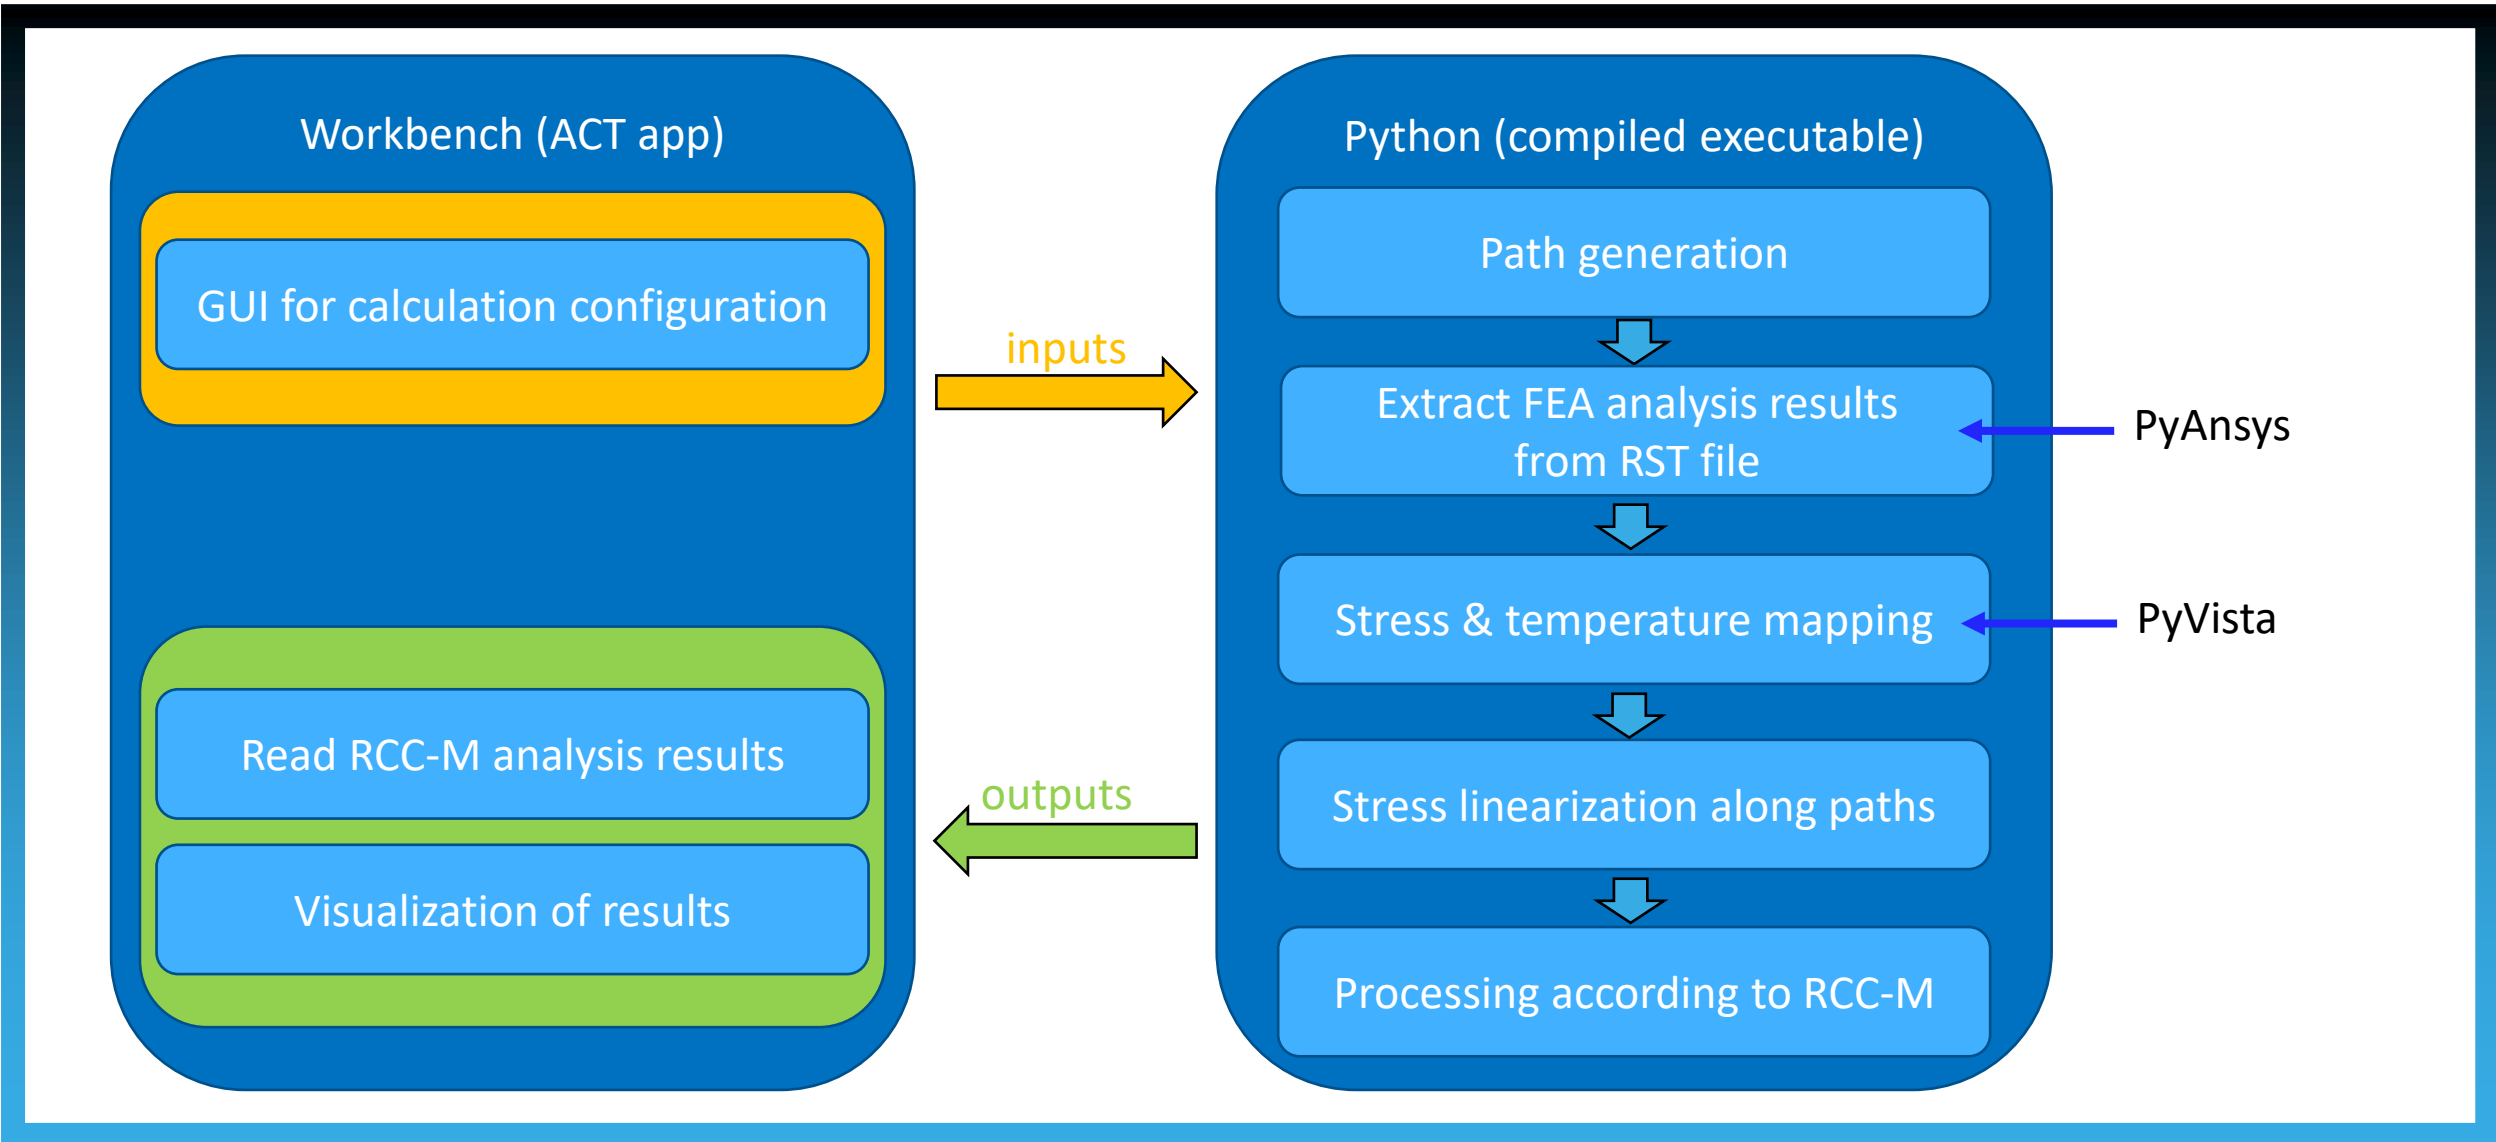 Workbench (ACT app)
GUI for calculation configuration
Read RCC-M analysis results
Visualization of results
inputs
outputs
Python (compiled executable)
Path generation
Extract FEA analysis results
from RST file
Stress & temperature mapping
Stress linearization along paths
Processing according to RCC-M
PyAnsys
PyVista